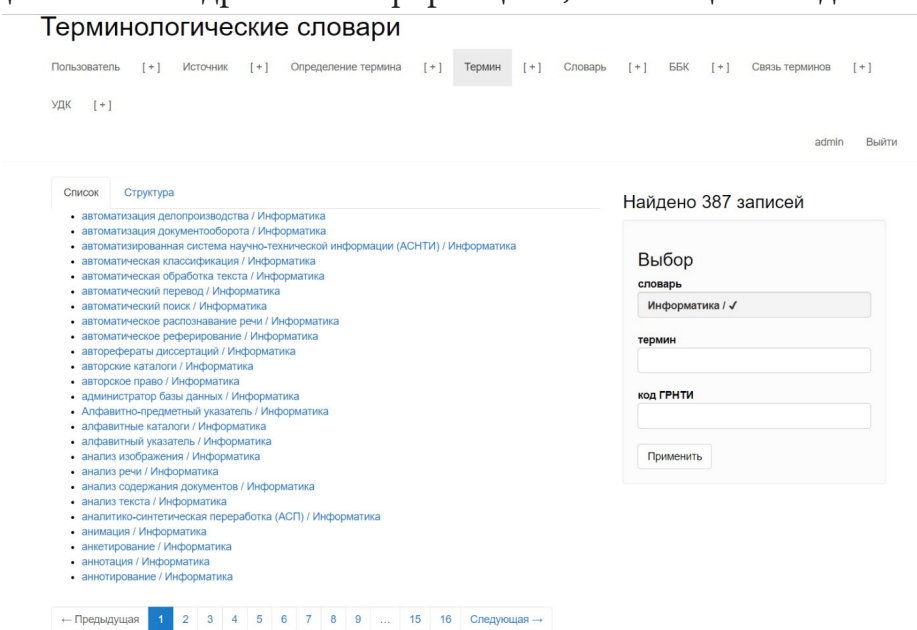 Терминологические словари
Пользователь [ + ] Источник [ + ] Определение термина [ + ] Термин [ + ] Словарь [ + ] ББК [ + ] Связь терминов [ + ]
УДК [ + ]
admin Выйти
Список Структура
• автоматизация делопроизводства / Информатика
• автоматизация документооборота / Информатика
• автоматизированная система научно-технической информации (АСНТИ) / Информатика
• автоматическая классификация / Информатика
• автоматическая обработка текста / Информатика
• автоматический перевод / Информатика
• автоматический поиск / Информатика
• автоматическое распознавание речи / Информатика
• автоматическое реферирование / Информатика
• авторефераты диссертаций / Информатика
• авторские каталоги / Информатика
• авторское право / Информатика
• администратор базы данных / Информатика
• Алфавитно-предметный указатель / Информатика
• алфавитные каталоги / Информатика
• алфавитный указатель / Информатика
• анализ изображения / Информатика
• анализ речи / Информатика
• анализ содержания документов / Информатика
• анализ текста / Информатика
• аналитико-синтетическая переработка (АСП) / Информатика
• анимация / Информатика
• анкетирование / Информатика
• аннотация / Информатика
• аннотирование / Информатика
← Предыдущая 1 2 3 4 5 6 7 8 9 … 15 16 Следующая →
Найдено 387 записей
Выбор
словарь
Информатика / ✓
термин
код ГРНТИ
Применить